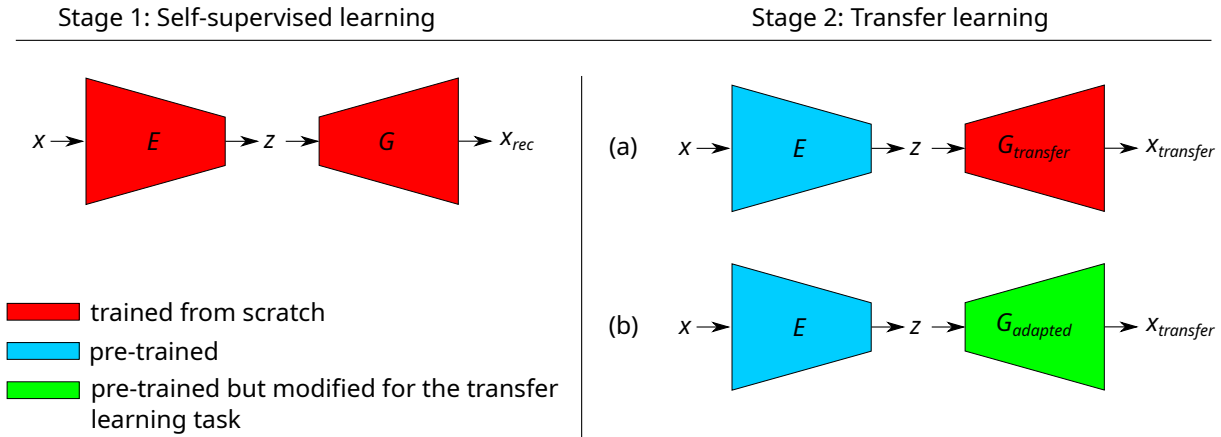 Stage 1: Self-supervised learning
Stage 2: Transfer learning
x E z G x_rec
(a) x E z G_transfer x_transfer
(b) x E z G_adapted x_transfer
trained from scratch
pre-trained
pre-trained but modified for the transfer
learning task